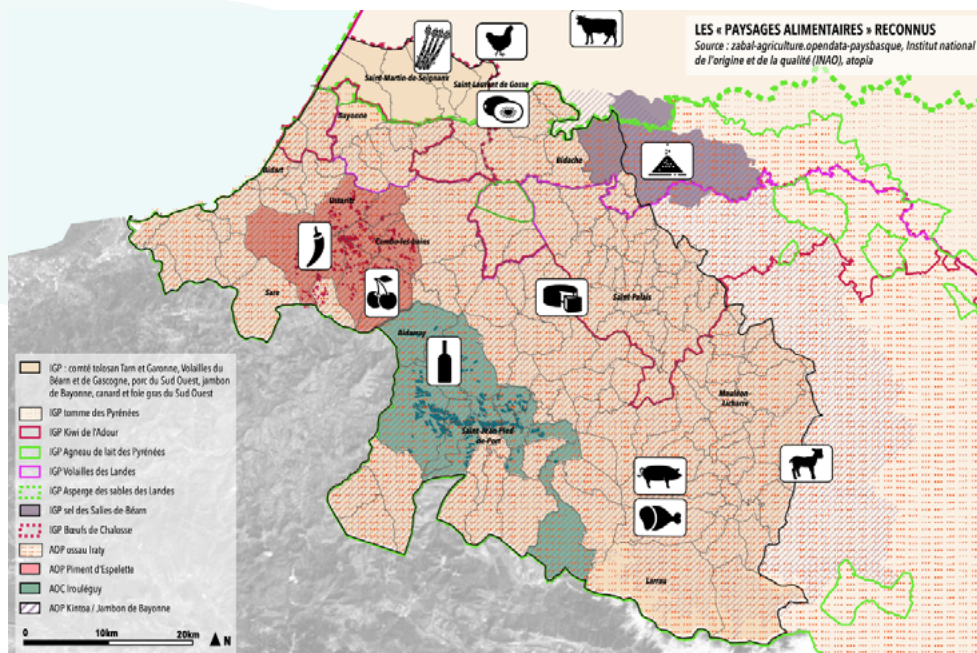 LES « PAYSAGES ALIMENTAIRES » RECONNUS
Source : zabal-agriculture.opendata-paysbasque, Institut national
de l'origine et de la qualité (INAO), atopia
Saint-Martin-de-Seignanx
Saint Laurent de Gosse
Bayonne
Bidart
Bidache
Ustaritz
Cambo-les-bains
Sare
Saint-Palais
Bidarray
Mauléon-
Licharre
Saint-Jean-Pied-
de-Port
Larrau
IGP : comté tolosan Tarn et Garonne, Volailles du
Béarn et de Gascogne, porc du Sud Ouest, jambon
de Bayonne, canard et foie gras du Sud Ouest
IGP tomme des Pyrénées
IGP Kiwi de l'Adour
IGP Agneau de lait des Pyrénées
IGP Volailles des Landes
IGP Asperge des sables des Landes
IGP sel des Salies-de-Béarn
IGP Bœufs de Chalosse
AOP ossau Iraty
AOP Piment d'Espelette
AOC Irouléguy
AOP Kintoa / Jambon de Bayonne
0 10km 20km N